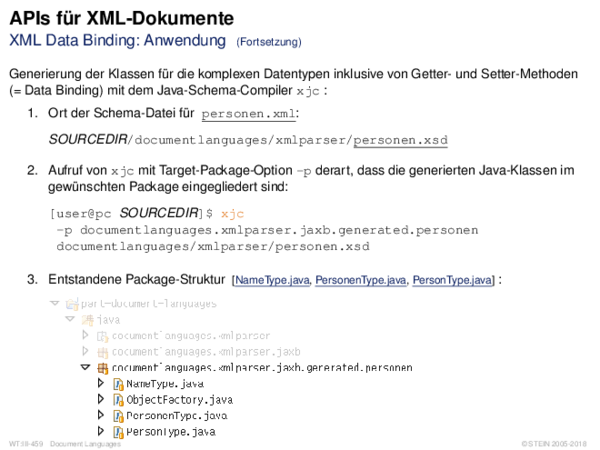 APIs für XML-Dokumente
XML Data Binding: Anwendung (Fortsetzung)
Generierung der Klassen für die komplexen Datentypen inklusive von Getter- und Setter-Methoden
(= Data Binding) mit dem Java-Schema-Compiler xjc :
1. Ort der Schema-Datei für personen.xml:
SOURCEDIR/documentlanguages/xmlparser/personen.xsd
2. Aufruf von xjc mit Target-Package-Option -p derart, dass die generierten Java-Klassen im
gewünschten Package eingegliedert sind:
[user@pc SOURCEDIR]$ xjc
-p documentlanguages.xmlparser.jaxb.generated.personen
documentlanguages/xmlparser/personen.xsd
3. Entstandene Package-Struktur [NameType.java, PersonenType.java, PersonType.java] :
part-document-languages
java
documentlanguages.xmlparser
documentlanguages.xmlparser.jaxb
documentlanguages.xmlparser.jaxb.generated.personen
NameType.java
ObjectFactory.java
PersonenType.java
PersonType.java
WT:III-459 Document Languages © STEIN 2005-2018